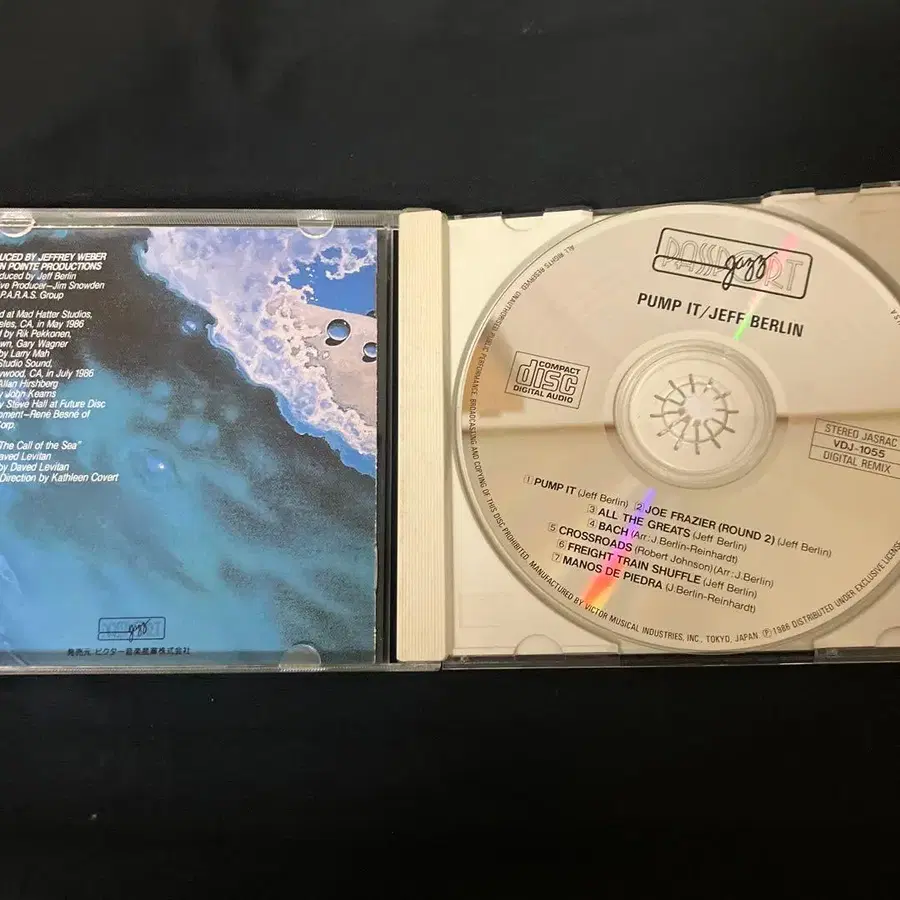 UCED BY JEFFREY WEBER
N POINTE PRODUCTIONS
duced by Jeff Berlin
ve Producer–Jim Snowden
P.A.R.A.S. Group
d at Mad Hatter Studios,
eles, CA, in May 1986
d by Rik Pekkonen,
wn, Gary Wagner
by Larry Mah
Studio Sound,
ywood, CA, in July 1986
Allan Hirshberg
y John Kearns
y Steve Hall at Future Disc
pment–René Besné of
Corp.
"The Call of the Sea"
Daved Levitan
by Daved Levitan
Direction by Kathleen Covert
PASSPORT
jazz
発売元 ビクター音楽産業株式会社
PASSPORT
jazz
PUMP IT/JEFF BERLIN
COMPACT
disc
DIGITAL AUDIO
STEREO JASRAC
VDJ-1055
DIGITAL REMIX
1 PUMP IT (Jeff Berlin) 2 JOE FRAZIER (ROUND 2) (Jeff Berlin)
3 ALL THE GREATS (Jeff Berlin)
4 BACH (Arr.:J.Berlin-Reinhardt)
5 CROSSROADS (Robert Johnson)(Arr.:J.Berlin)
6 FREIGHT TRAIN SHUFFLE (Jeff Berlin)
7 MANOS DE PIEDRA (J.Berlin-Reinhardt)
ALL RIGHTS RESERVED. UNAUTHORISED PUBLIC PERFORMANCE, BROADCASTING AND COPYING OF THIS DISC PROHIBITED. MANUFACTURED BY VICTOR MUSICAL INDUSTRIES, INC., TOKYO, JAPAN. Ⓟ1986 DISTRIBUTED UNDER EXCLUSIVE LICENSE